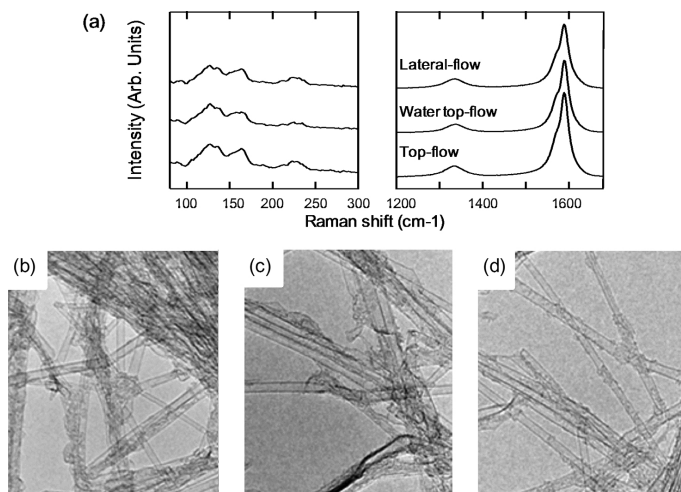 (a)
Intensity (Arb. Units)
Lateral-flow
Water top-flow
Top-flow
100 150 200 250 300
1200 1400 1600
Raman shift (cm-1)
(b) (c) (d)